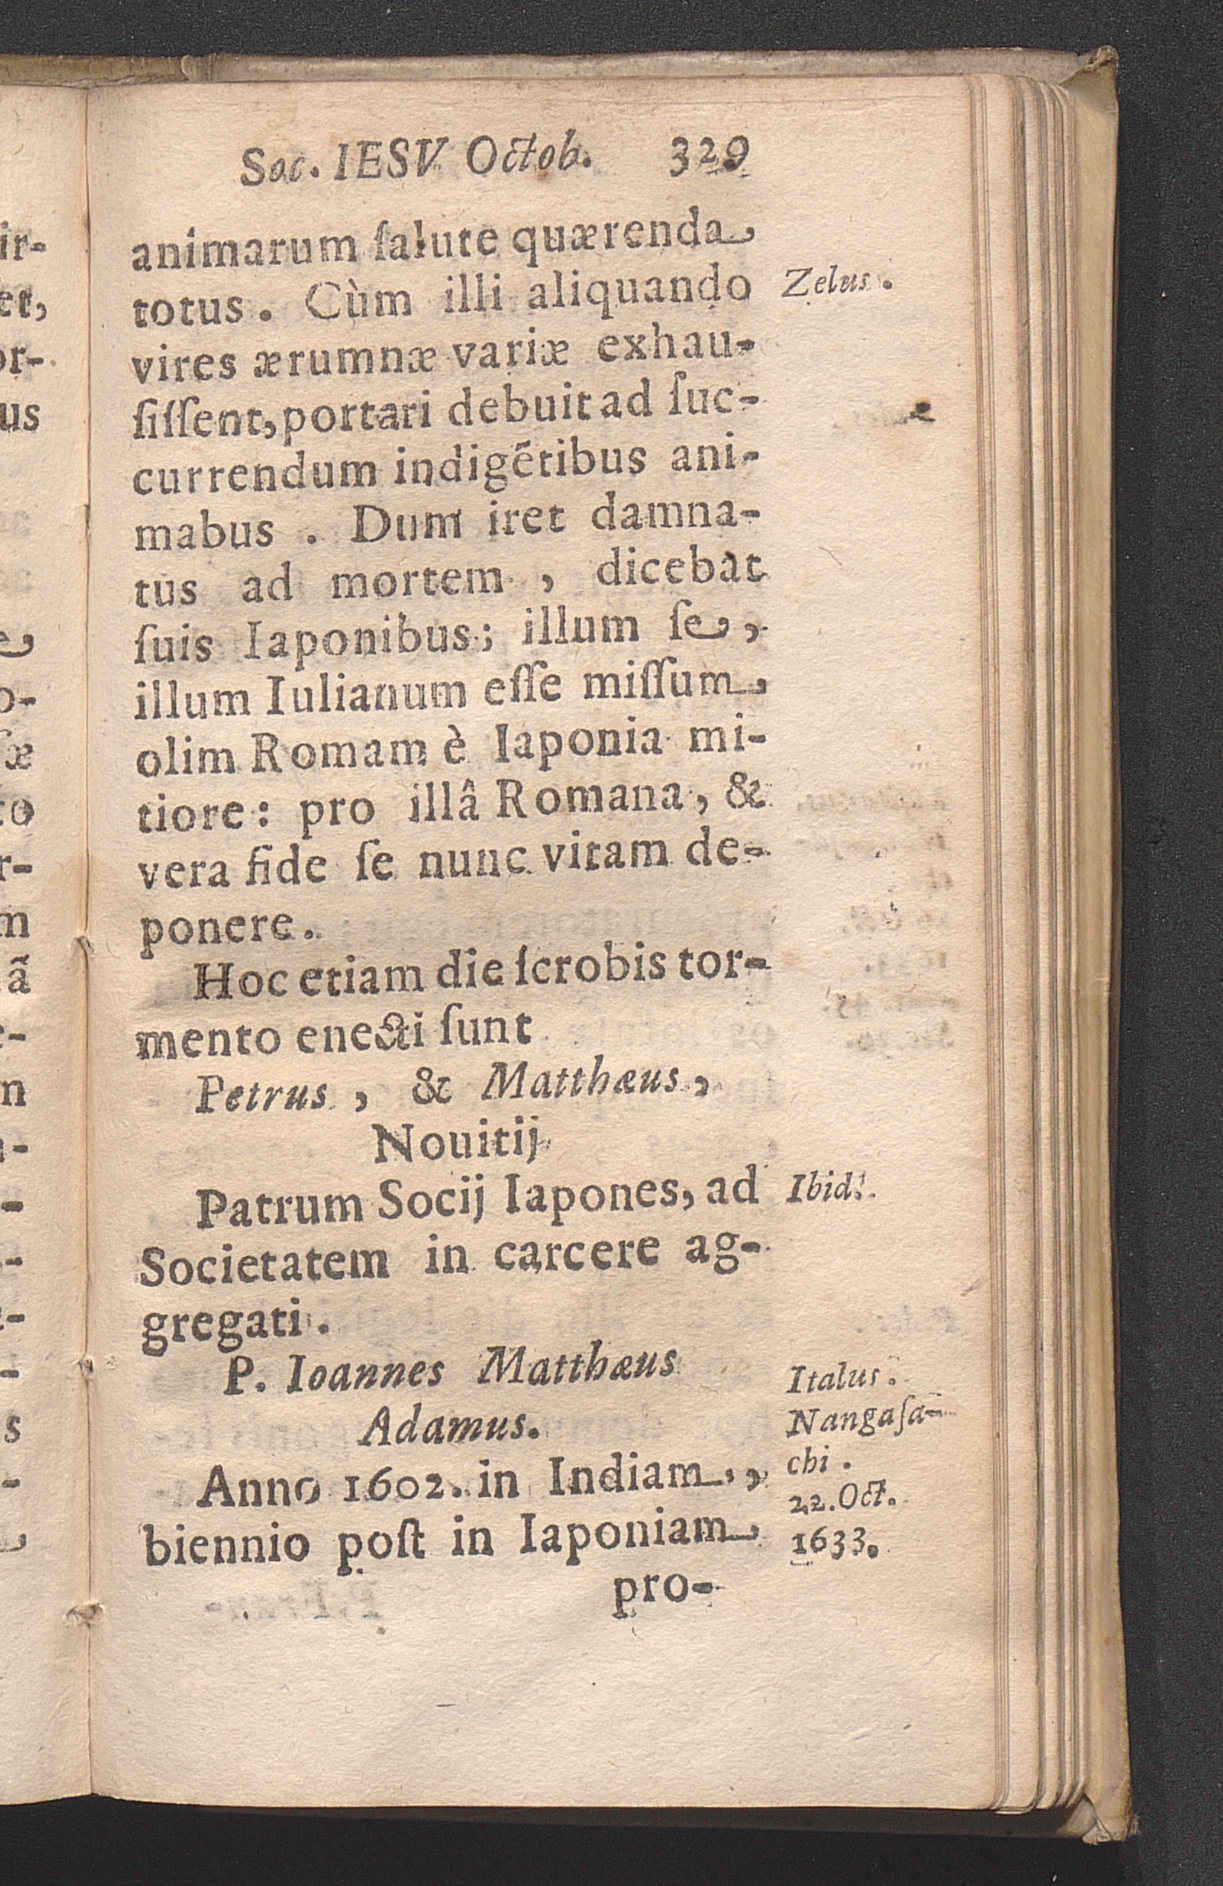 Soc. IESV. Octob. 329
animarum ſalute quærenda
totus. Cùm illi aliquando
Zelus.
vires ærumnæ variæ exhau-
ſiſſent, portari debuit ad ſuc-
currendum indigẽtibus ani-
mabus. Dum iret damna-
tus ad mortem, dicebat
ſuis Iaponibus; illum ſe,
illum Iulianum eſſe miſſum,
olim Romam è Iaponia mi-
tiore: pro illâ Romana, &
vera fide ſe nunc vitam de-
ponere.
Hoc etiam die ſcrobis tor-
mento enecti ſunt
Petrus, & Matthæus,
Nouitij
Patrum Socij Iapones, ad
Ibid.
Societatem in carcere ag-
gregati.
P. Ioannes Matthæus
Adamus.
Italus.
Nangaſa-
chi.
22. Oct.
1633.
Anno 1602. in Indiam,
biennio poſt in Iaponiam
pro-